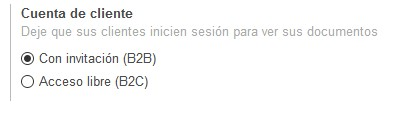 Cuenta de cliente
Deje que sus clientes inicien sesión para ver sus documentos
Con invitación (B2B)
Acceso libre (B2C)